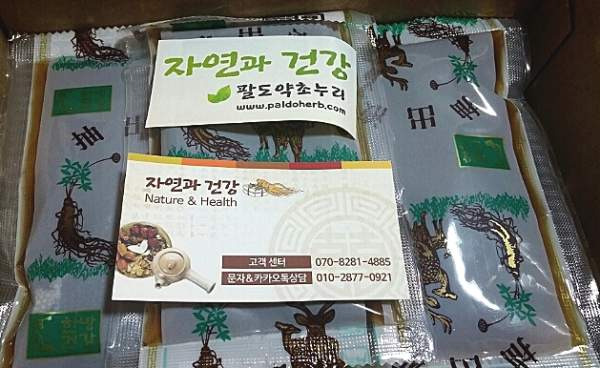 자연과 건강
팔도약초누리
www.paldoherb.com
자연과 건강
Nature & Health
고객 센터 070-8281-4885
문자&카카오톡상담 010-2877-0921